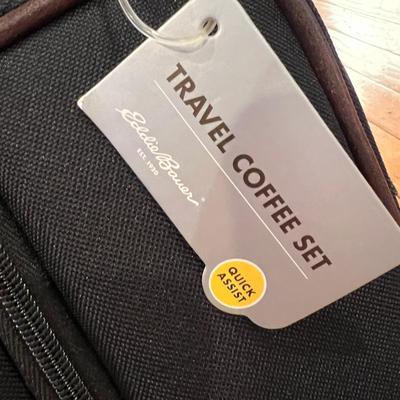 TRAVEL COFFEE SET
Eddie Bauer
EST. 1920
QUICK
ASSIST